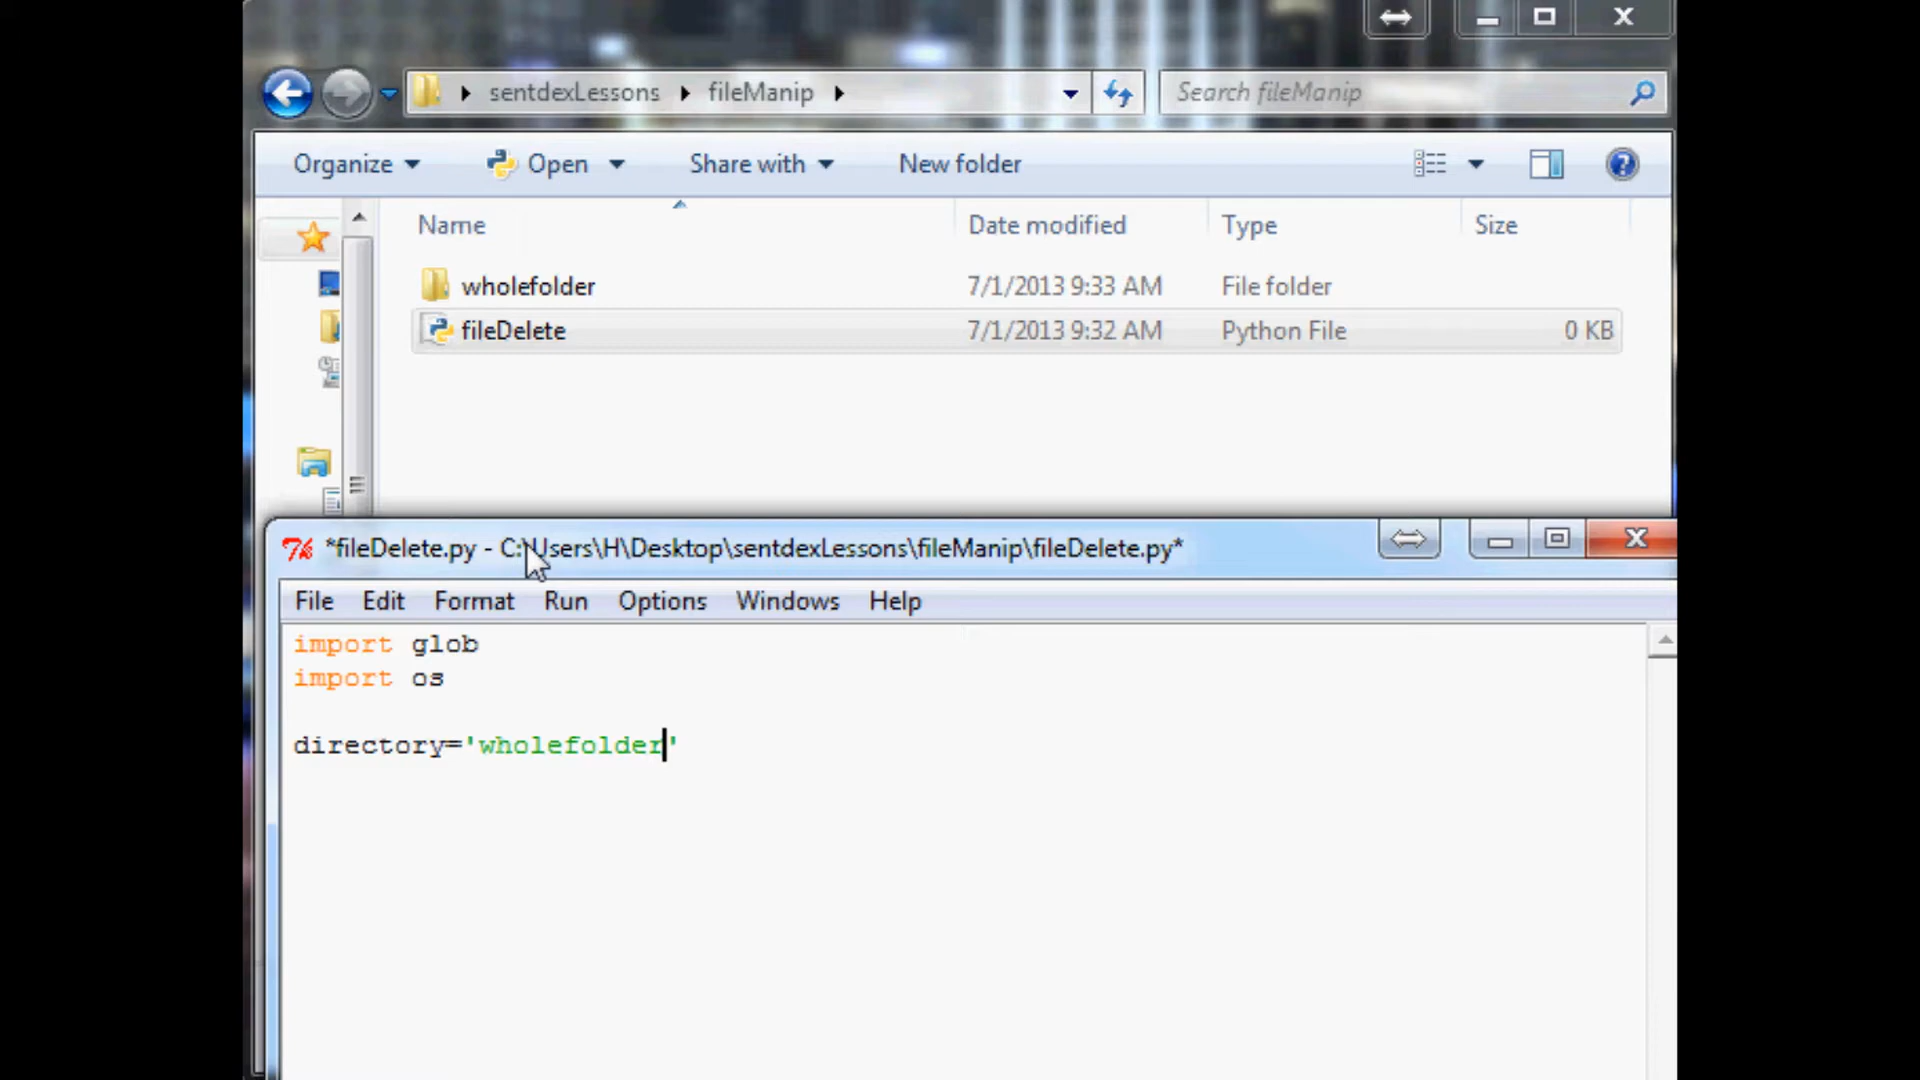 sentdexLessons fileManip
Search fileManip
Organize Open Share with New folder
Name Date modified Type Size
wholefolder 7/1/2013 9:33 AM File folder
fileDelete 7/1/2013 9:32 AM Python File 0 KB
*fileDelete.py - C:\Users\H\Desktop\sentdexLessons\fileManip\fileDelete.py*
File Edit Format Run Options Windows Help
import glob
import os
directory='wholefolder'